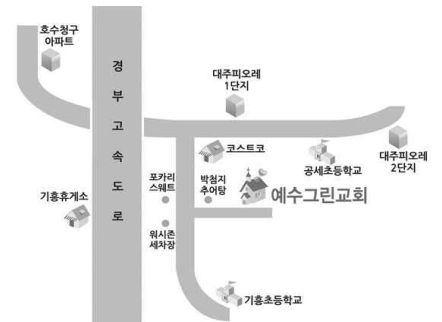 호수청구
아파트
경부고속도로
대주피오레
1단지
코스트코
공세초등학교
대주피오레
2단지
포카리
스웨트
박첨지
추어탕
예수그린교회
기흥휴게소
워시존
세차장
기흥초등학교